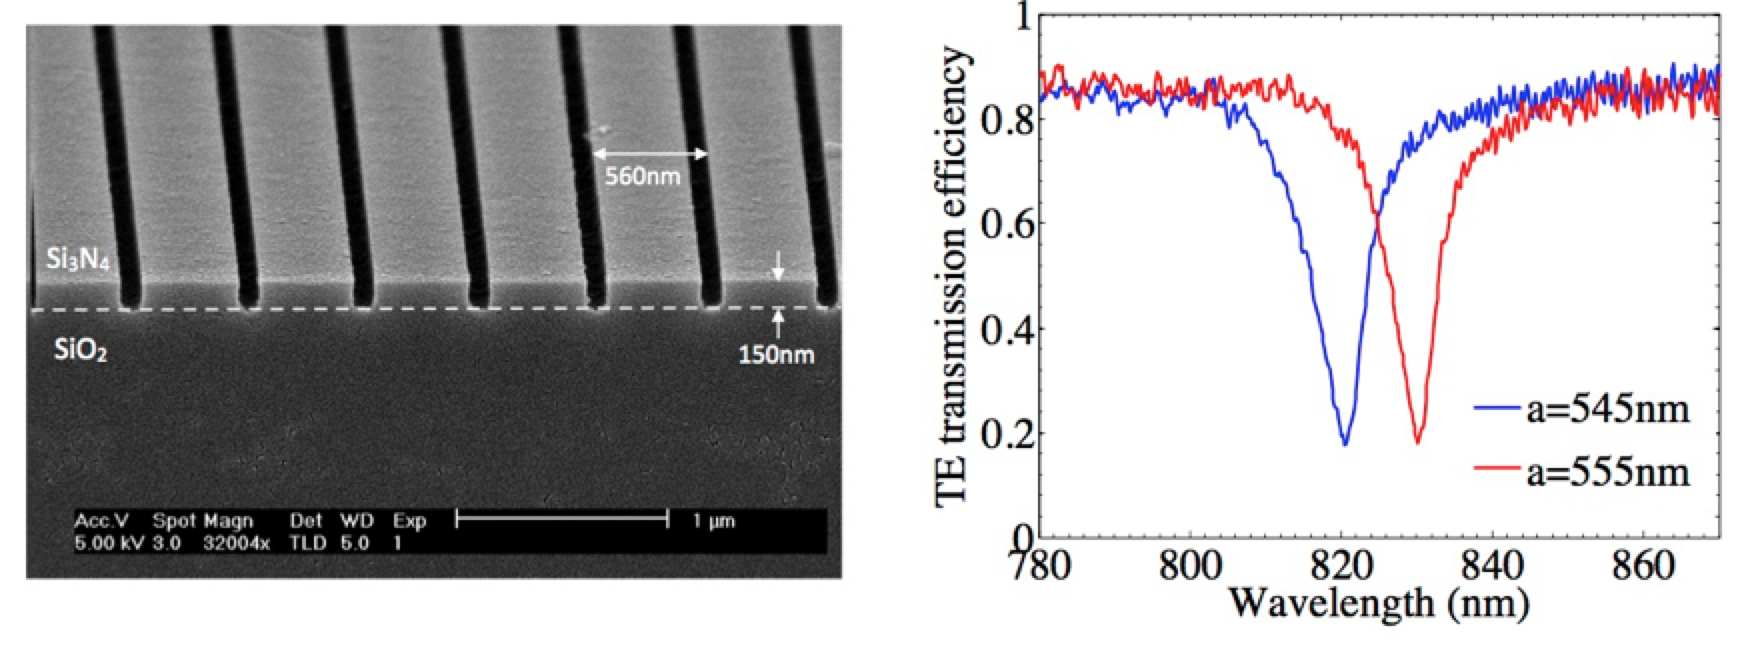 560nm
Si₃N₄
SiO₂
150nm
Acc.V Spot Magn Det WD Exp 1 µm
5.00 kV 3.0 32004x TLD 5.0 1
TE transmission efficiency
1
0.8
0.6
0.4
0.2
0
a=545nm
a=555nm
780 800 820 840 860
Wavelength (nm)